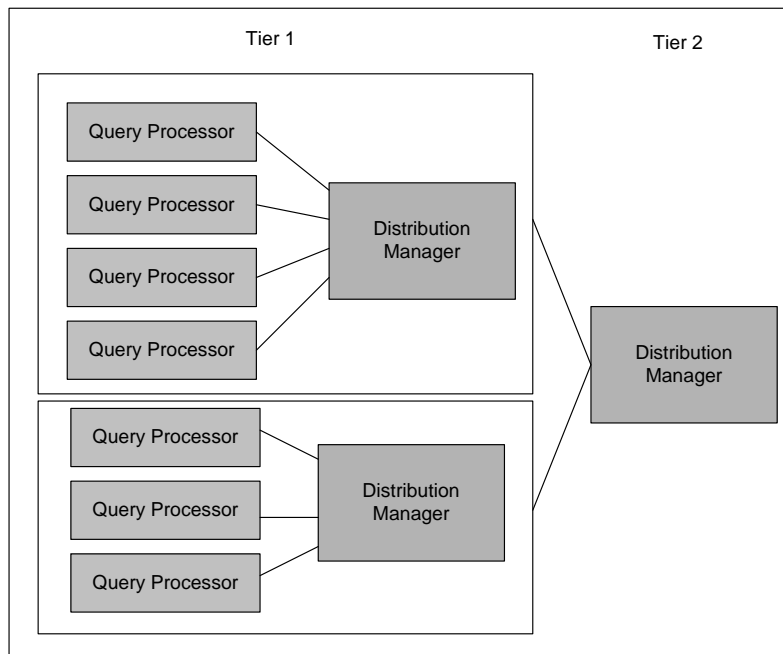 Tier 1
Tier 2
Query Processor
Query Processor
Query Processor
Query Processor
Distribution
Manager
Query Processor
Query Processor
Query Processor
Distribution
Manager
Distribution
Manager